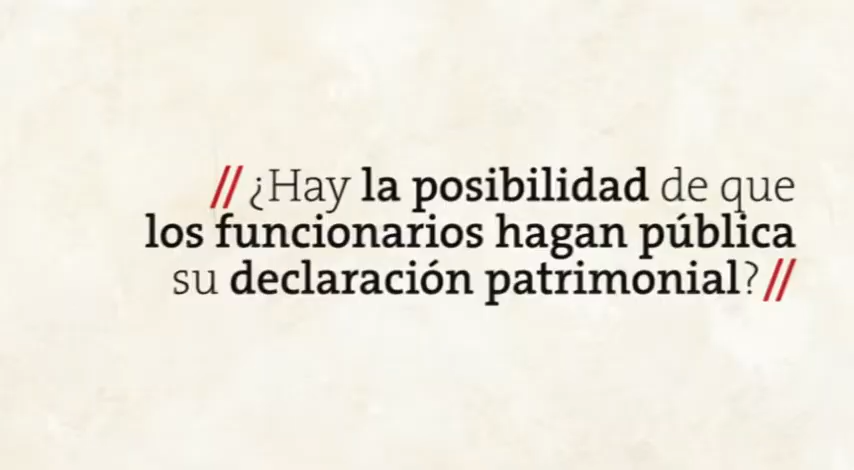 // ¿Hay la posibilidad de que
los funcionarios hagan pública
su declaración patrimonial? //